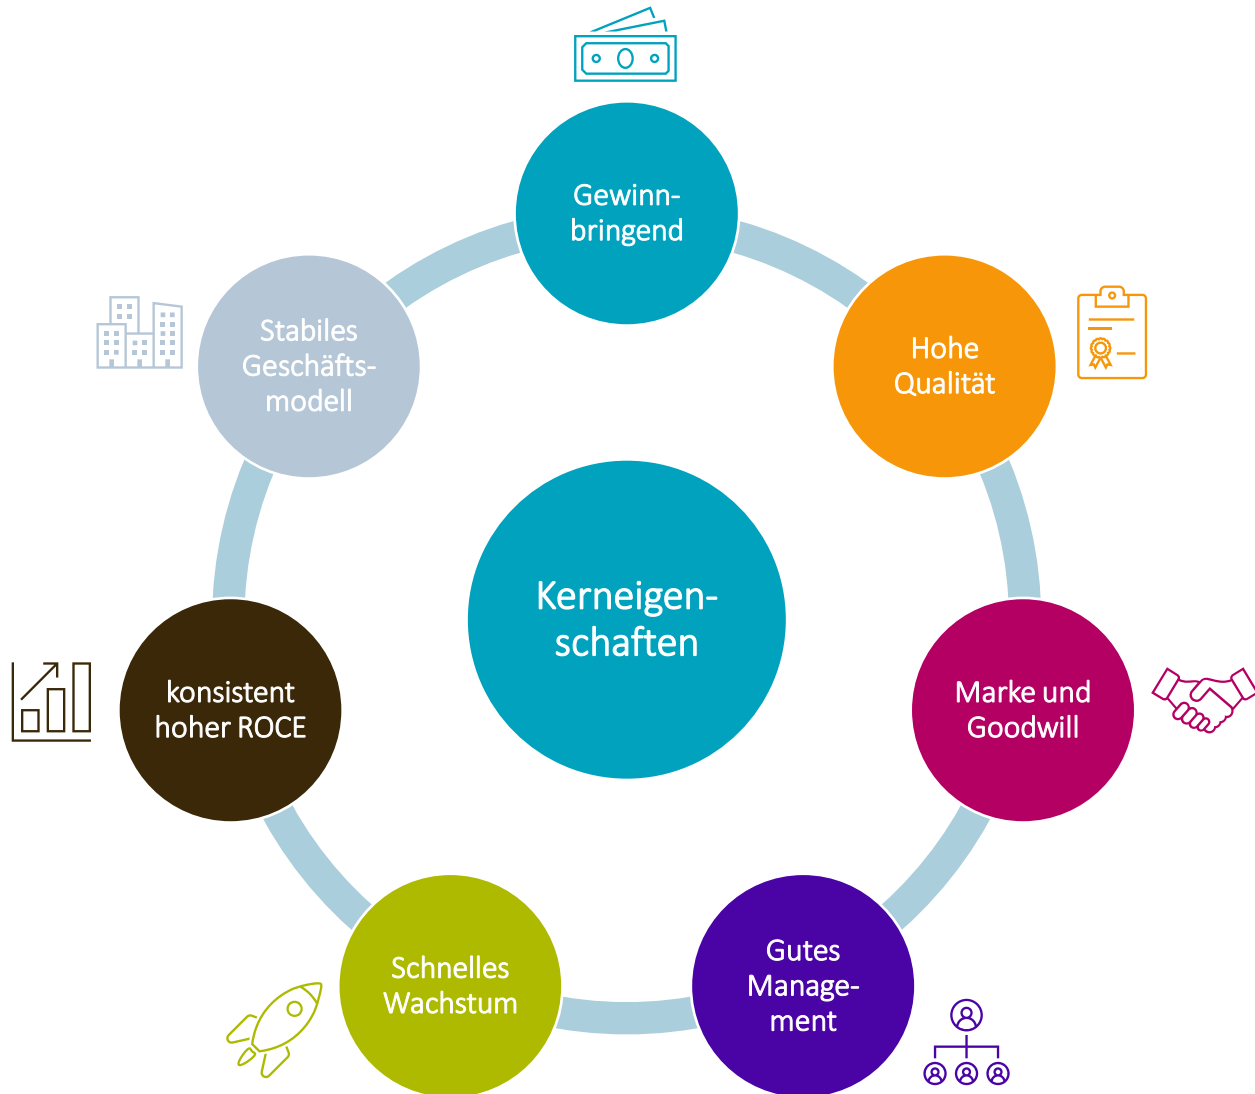 Gewinn-
bringend
Hohe
Qualität
Marke und
Goodwill
Gutes
Manage-
ment
Schnelles
Wachstum
konsistent
hoher ROCE
Stabiles
Geschäfts-
modell
Kerneigen-
schaften